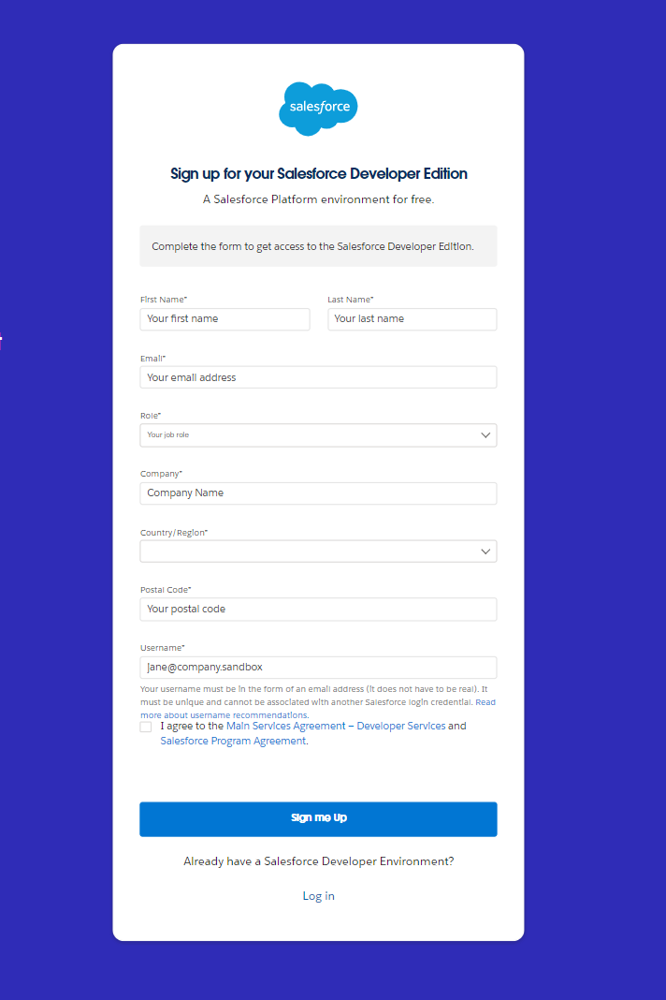 salesforce
Sign up for your Salesforce Developer Edition
A Salesforce Platform environment for free.
Complete the form to get access to the Salesforce Developer Edition.
First Name*
Last Name*
Your first name
Your last name
Email*
Your email address
Role*
Your job role
Company*
Company Name
Country/Region*
Postal Code*
Your postal code
Username*
jane@company.sandbox
Your username must be in the form of an email address (it does not have to be real). It
must be unique and cannot be associated with another Salesforce login credential. Read
more about username recommendations.
I agree to the Main Services Agreement – Developer Services and
Salesforce Program Agreement.
Sign me up
Already have a Salesforce Developer Environment?
Log in